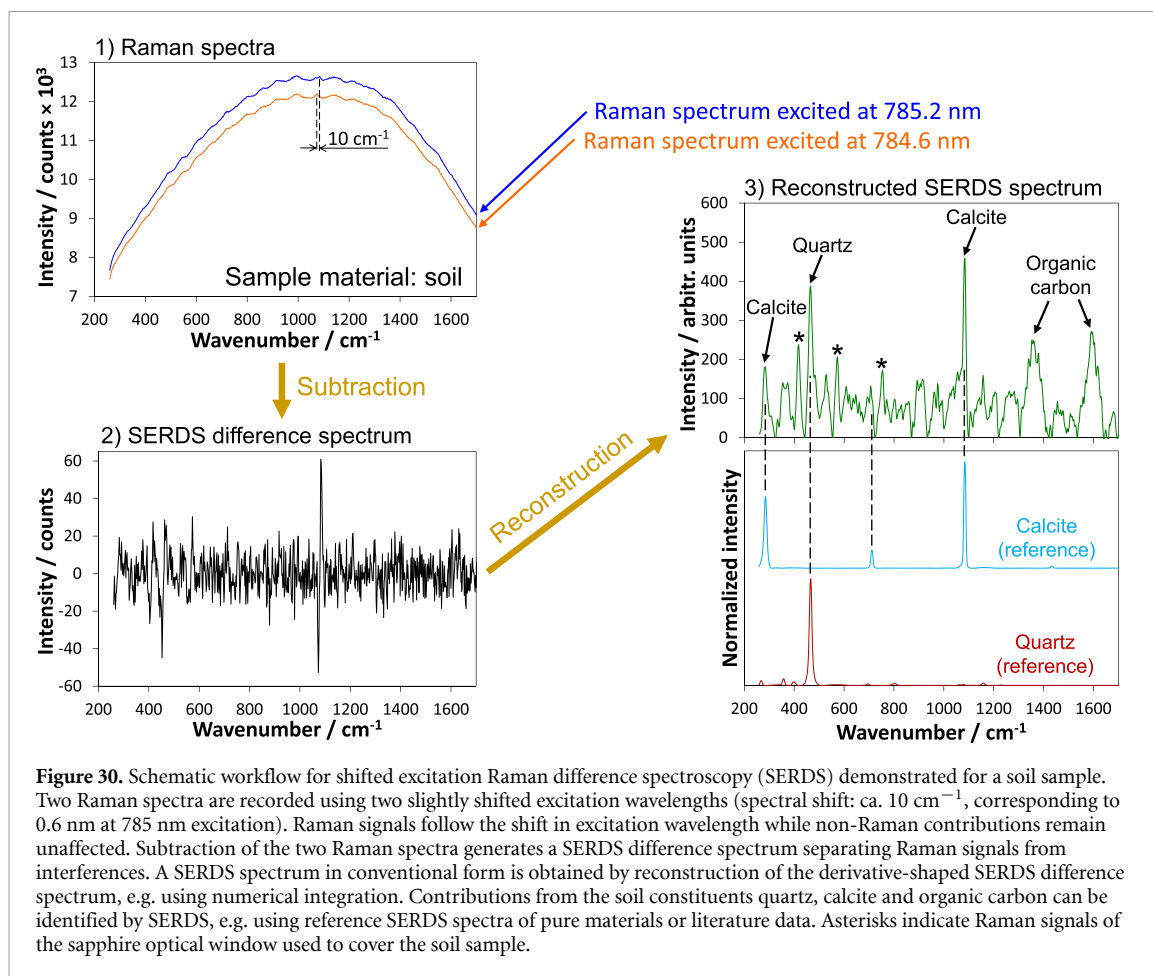 1) Raman spectra
13
12
11
10
9
8
7
Intensity / counts × 10³
10 cm⁻¹
Sample material: soil
200 400 600 800 1000 1200 1400 1600
Wavenumber / cm⁻¹
Raman spectrum excited at 785.2 nm
Raman spectrum excited at 784.6 nm
Subtraction
2) SERDS difference spectrum
60
40
20
0
-20
-40
-60
Intensity / counts
200 400 600 800 1000 1200 1400 1600
Wavenumber / cm⁻¹
Reconstruction
3) Reconstructed SERDS spectrum
600
500
400
300
200
100
0
Intensity / arbitr. units
Calcite
Quartz
Calcite
Organic
carbon
* * *
Normalized intensity
Calcite
(reference)
Quartz
(reference)
200 400 600 800 1000 1200 1400 1600
Wavenumber / cm⁻¹
Figure 30. Schematic workflow for shifted excitation Raman difference spectroscopy (SERDS) demonstrated for a soil sample.
Two Raman spectra are recorded using two slightly shifted excitation wavelengths (spectral shift: ca. 10 cm⁻¹, corresponding to
0.6 nm at 785 nm excitation). Raman signals follow the shift in excitation wavelength while non-Raman contributions remain
unaffected. Subtraction of the two Raman spectra generates a SERDS difference spectrum separating Raman signals from
interferences. A SERDS spectrum in conventional form is obtained by reconstruction of the derivative-shaped SERDS difference
spectrum, e.g. using numerical integration. Contributions from the soil constituents quartz, calcite and organic carbon can be
identified by SERDS, e.g. using reference SERDS spectra of pure materials or literature data. Asterisks indicate Raman signals of
the sapphire optical window used to cover the soil sample.